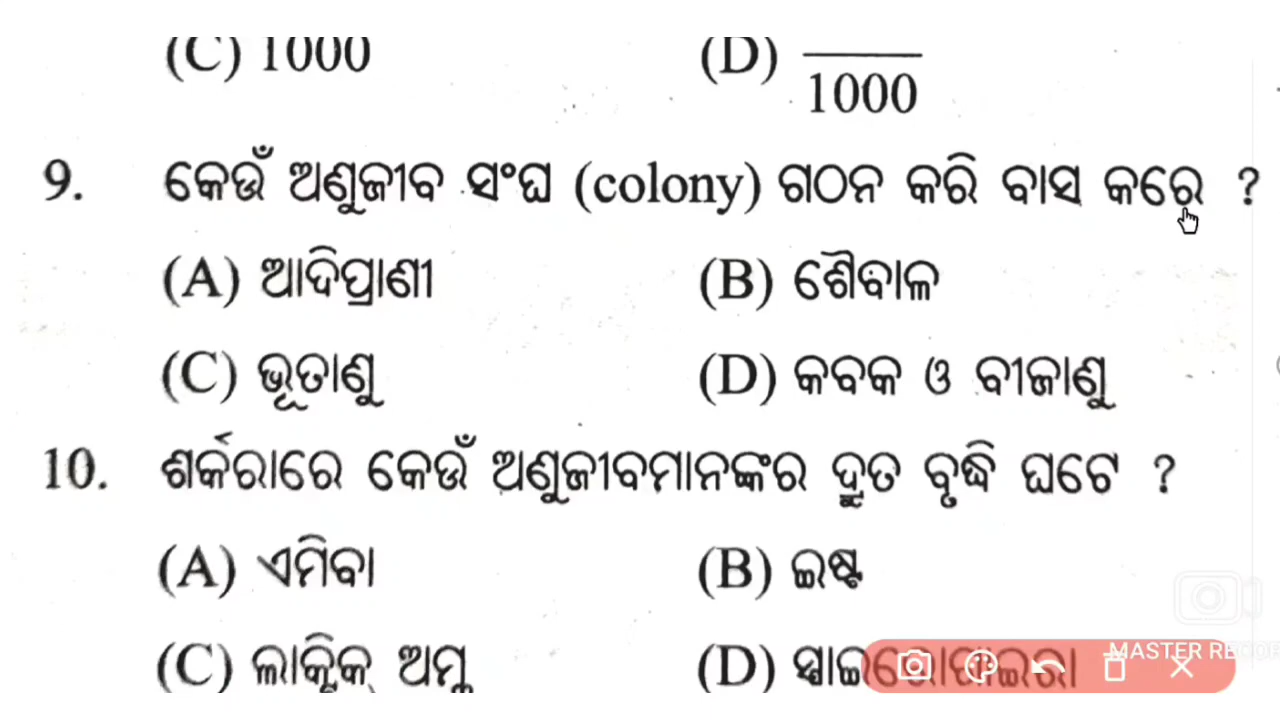 (C) 1000 (D) 1000
9. କେଉଁ ଅଣୁଜୀବ ସଂଘ (colony) ଗଠନ କରି ବାସ କରେ ?
(A) ଆଦିପ୍ରାଣୀ (B) ଶୈବାଳ
(C) ଭୂତାଣୁ (D) କବକ ଓ ବୀଜାଣୁ
10. ଶର୍କରାରେ କେଉଁ ଅଣୁଜୀବମାନଙ୍କର ଦ୍ରୁତ ବୃଦ୍ଧି ଘଟେ ?
(A) ଏମିବା (B) ଇଷ୍ଟ
(C) ଲାକ୍ଟିକ୍ ଅମ୍ଳ (D)
MASTER RECOR